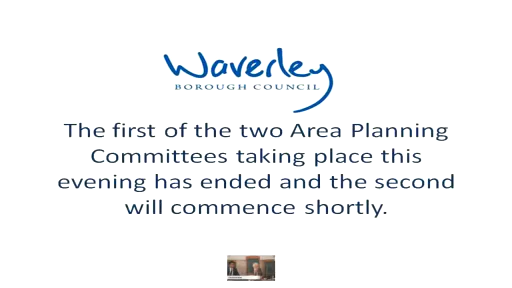 Waverley
BOROUGH COUNCIL
The first of the two Area Planning
Committees taking place this
evening has ended and the second
will commence shortly.